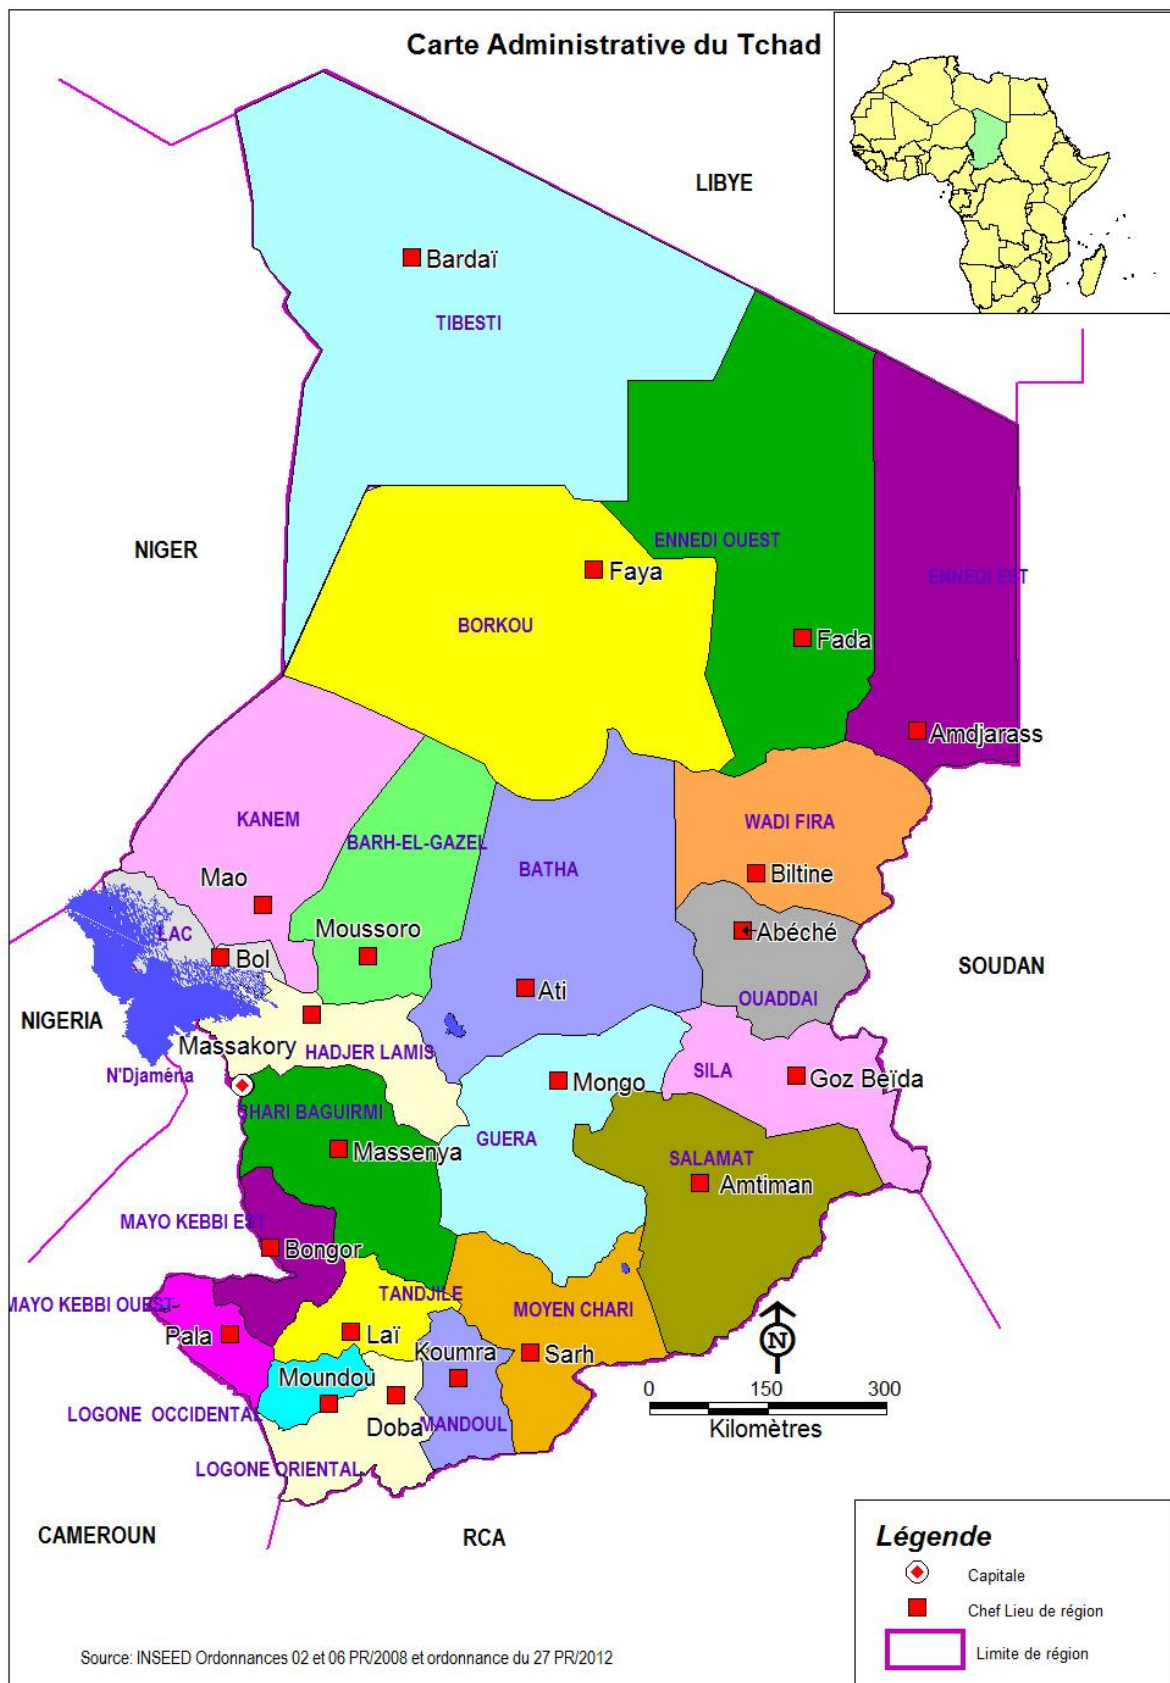 Carte Administrative du Tchad
LIBYE
Bardaï
TIBESTI
NIGER
ENNEDI OUEST
Faya
ENNEDI EST
BORKOU
Fada
Amdjarass
KANEM
WADI FIRA
BARH-EL-GAZEL
BATHA
Mao
Biltine
LAC
Moussoro
Abéché
Bol
SOUDAN
Ati
OUADDAI
NIGERIA
Massakory
HADJER LAMIS
N'Djaména
SILA
Goz Beïda
Mongo
CHARI BAGUIRMI
GUERA
Massenya
SALAMAT
Amtiman
MAYO KEBBI EST
Bongor
TANDJILE
MAYO KEBBI OUEST
MOYEN CHARI
Pala
Laï
Koumra
Sarh
N
Moundou
0 150 300
Kilomètres
LOGONE OCCIDENTAL
Doba
MANDOUL
LOGONE ORIENTAL
CAMEROUN
RCA
Légende
Capitale
Chef Lieu de région
Limite de région
Source: INSEED Ordonnances 02 et 06 PR/2008 et ordonnance du 27 PR/2012